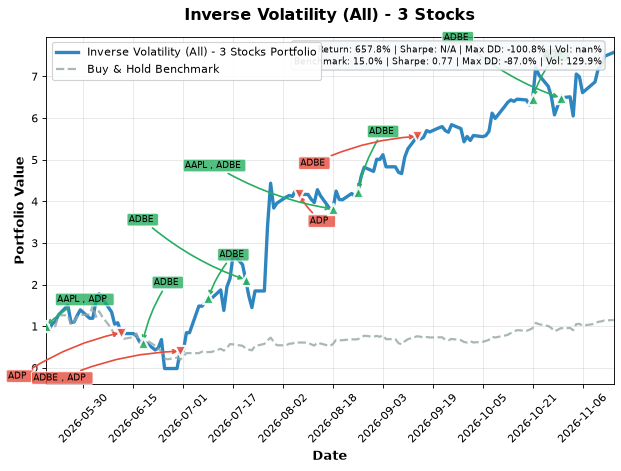 Inverse Volatility (All) - 3 Stocks
ADBE
Inverse Volatility (All) - 3 Stocks Portfolio
Buy & Hold Benchmark
Return: 657.8% | Sharpe: N/A | Max DD: -100.8% | Vol: nan%
Benchmark: 15.0% | Sharpe: 0.77 | Max DD: -87.0% | Vol: 129.9%
7
6
5
4
3
2
1
0
Portfolio Value
ADBE
AAPL , ADBE
ADBE
ADBE
ADP
ADBE
ADBE
AAPL , ADP
ADP
ADBE , ADP
2026-05-30
2026-06-15
2026-07-01
2026-07-17
2026-08-02
2026-08-18
2026-09-03
2026-09-19
2026-10-05
2026-10-21
2026-11-06
Date
ADBE